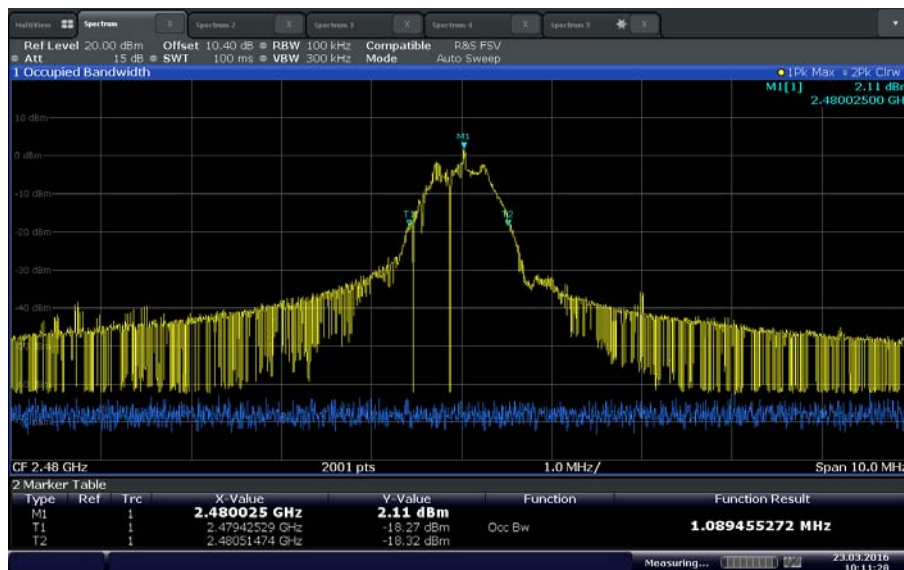 MultiView Spectrum X Spectrum 2 X Spectrum 3 X Spectrum 4 X Spectrum 5 X
Ref Level 20.00 dBm Offset 10.40 dB RBW 100 kHz Compatible R&S FSV
Att 15 dB SWT 100 ms VBW 300 kHz Mode Auto Sweep
1 Occupied Bandwidth 1Pk Max 2Pk Clrw
M1[1] 2.11 dBm
2.48002500 GH
10 dBm
M1
0 dBm
-10 dBm
T1 T2
-20 dBm
-30 dBm
-40 dBm
CF 2.48 GHz 2001 pts 1.0 MHz/ Span 10.0 MHz
2 Marker Table
Type Ref Trc X-Value Y-Value Function Function Result
M1 1 2.480025 GHz 2.11 dBm
T1 1 2.47942529 GHz -18.27 dBm Occ Bw 1.089455272 MHz
T2 1 2.48051474 GHz -18.32 dBm
Measuring... 23.03.2016
10:11:28